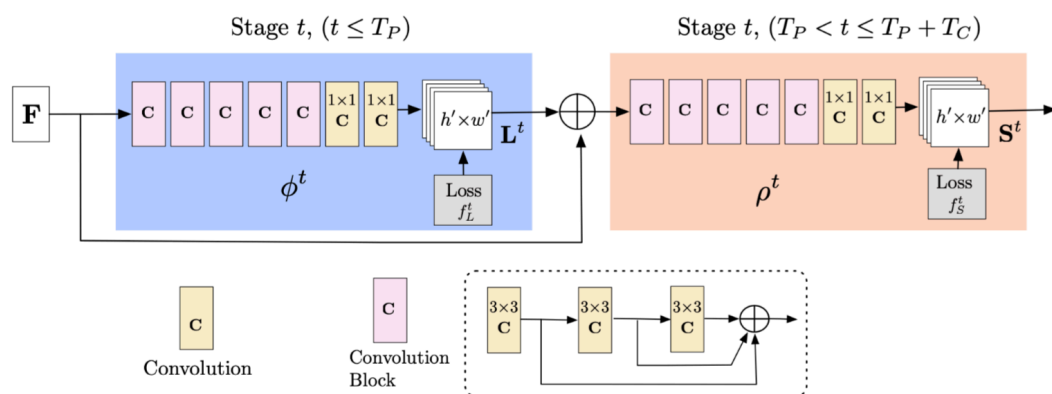 Stage t, (t ≤ T_P)
Stage t, (T_P < t ≤ T_P + T_C)
F
C C C C C 1×1 C 1×1 C
h′×w′
L^t
Loss f_L^t
ϕ^t
C C C C C 1×1 C 1×1 C
h′×w′
S^t
Loss f_S^t
ρ^t
C
Convolution
C
Convolution
Block
3×3 C 3×3 C 3×3 C